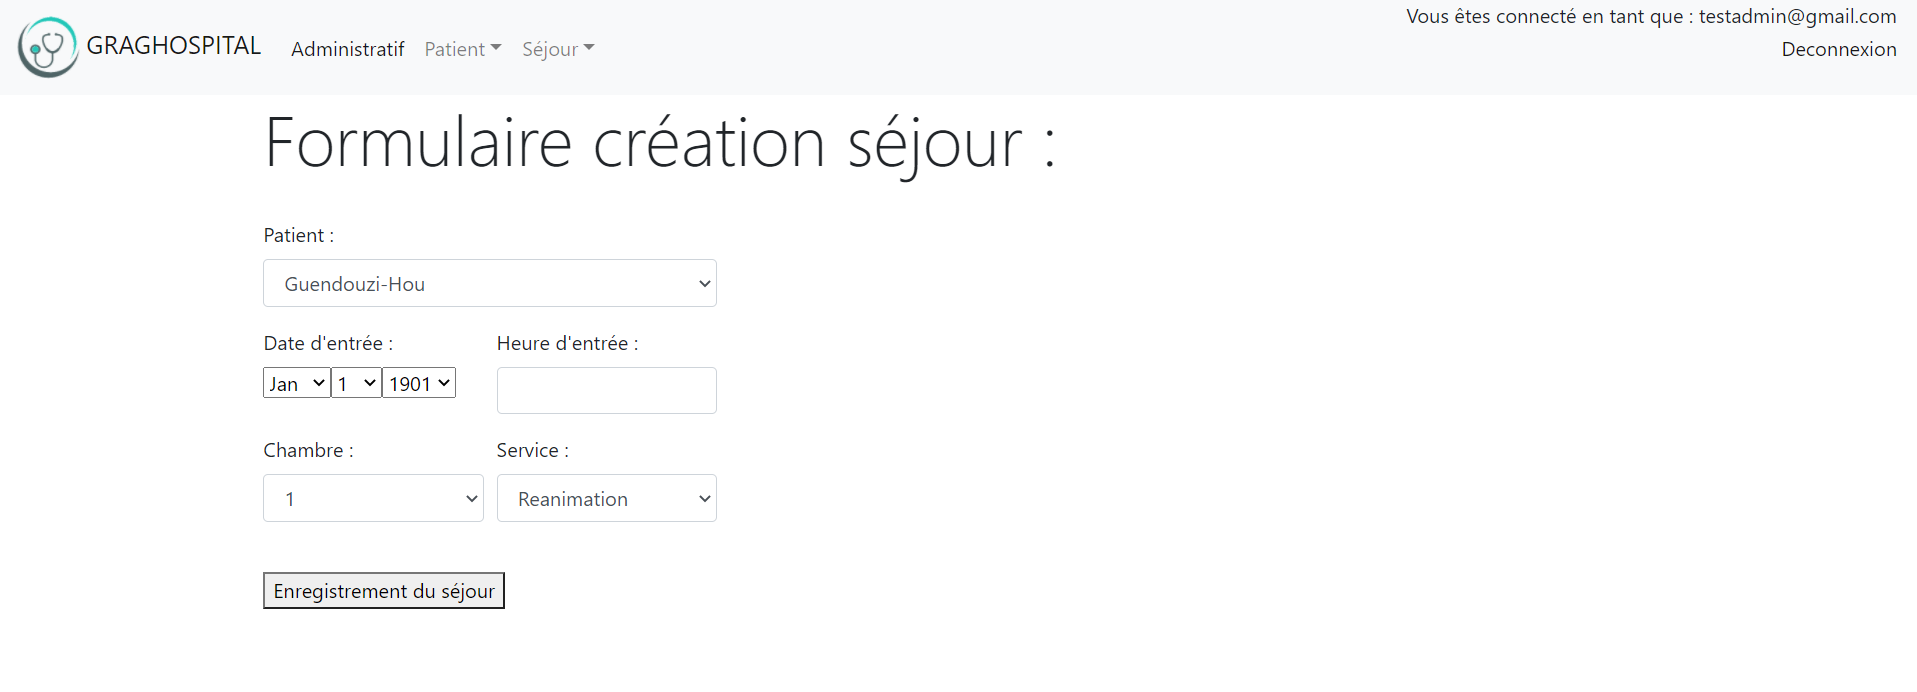 GRAGHOSPITAL Administratif Patient Séjour
Vous êtes connecté en tant que : testadmin@gmail.com
Deconnexion
Formulaire création séjour :
Patient :
Guendouzi-Hou
Date d'entrée : Heure d'entrée :
Jan 1 1901
Chambre : Service :
1 Reanimation
Enregistrement du séjour